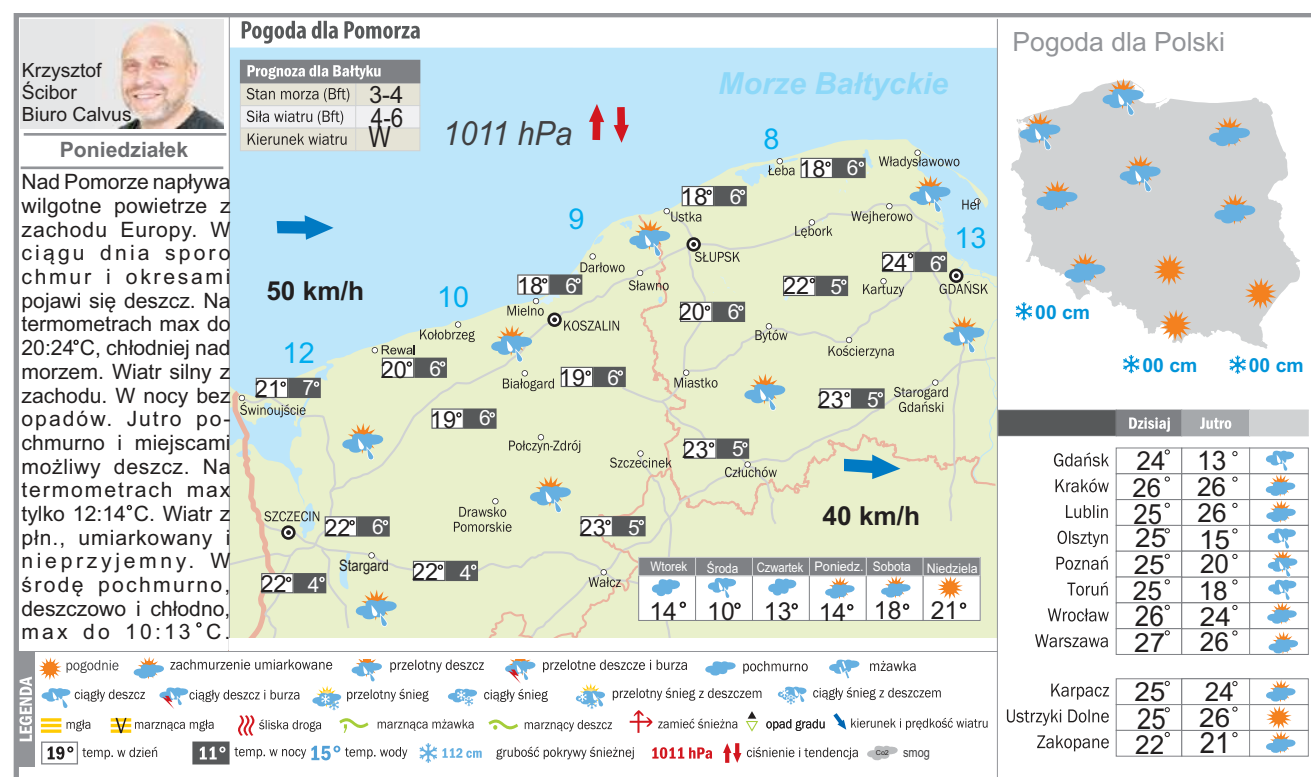 Krzysztof
Ścibor
Biuro Calvus
Poniedziałek
Nad Pomorze napływa
wilgotne powietrze z
zachodu Europy. W
ciągu dnia sporo
chmur i okresami
pojawi się deszcz. Na
termometrach max do
20:24°C, chłodniej nad
morzem. Wiatr silny z
zachodu. W nocy bez
opadów. Jutro po-
chmurno i miejscami
możliwy deszcz. Na
termometrach max
tylko 12:14°C. Wiatr z
płn., umiarkowany i
nieprzyjemny. W
środę pochmurno,
deszczowo i chłodno,
max do 10:13°C.
Pogoda dla Pomorza
Prognoza dla Bałtyku
Stan morza (Bft) 3-4
Siła wiatru (Bft) 4-6
Kierunek wiatru W
Morze Bałtyckie
1011 hPa
8
Łeba
18° 6°
Władysławowo
Hel
18° 6°
Ustka
Wejherowo
Lębork
9
13
SŁUPSK
24° 6°
GDAŃSK
Darłowo
Sławno
50 km/h
18° 6°
Mielno
22° 5°
Kartuzy
10
KOSZALIN
20° 6°
Bytów
Kołobrzeg
Kościerzyna
12
Rewal
20° 6°
Białogard
19° 6°
Miastko
21° 7°
Świnoujście
23° 5°
Starogard
Gdański
19° 6°
Połczyn-Zdrój
23° 5°
Szczecinek
Człuchów
40 km/h
Drawsko
Pomorskie
SZCZECIN
22° 6°
23° 5°
Stargard
22° 4°
22° 4°
Wałcz
Wtorek Środa Czwartek Poniedz. Sobota Niedziela
14° 10° 13° 14° 18° 21°
Pogoda dla Polski
00 cm
00 cm 00 cm
Dzisiaj Jutro
Gdańsk 24° 13°
Kraków 26° 26°
Lublin 25° 26°
Olsztyn 25° 15°
Poznań 25° 20°
Toruń 25° 18°
Wrocław 26° 24°
Warszawa 27° 26°
Karpacz 25° 24°
Ustrzyki Dolne 25° 26°
Zakopane 22° 21°
LEGENDA
pogodnie zachmurzenie umiarkowane przelotny deszcz przelotne deszcze i burza pochmurno mżawka
ciągły deszcz ciągły deszcz i burza przelotny śnieg ciągły śnieg przelotny śnieg z deszczem ciągły śnieg z deszczem
mgła marznąca mgła śliska droga marznąca mżawka marznący deszcz zamieć śnieżna opad gradu kierunek i prędkość wiatru
19° temp. w dzień 11° temp. w nocy 15° temp. wody 112 cm grubość pokrywy śnieżnej 1011 hPa ciśnienie i tendencja Co2 smog